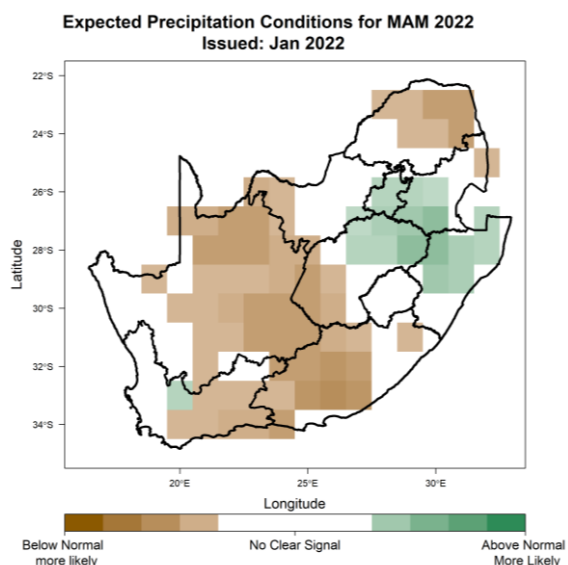 Expected Precipitation Conditions for MAM 2022
Issued: Jan 2022
22°S
24°S
26°S
28°S
30°S
32°S
34°S
Latitude
20°E 25°E 30°E
Longitude
Below Normal No Clear Signal Above Normal
more likely More Likely